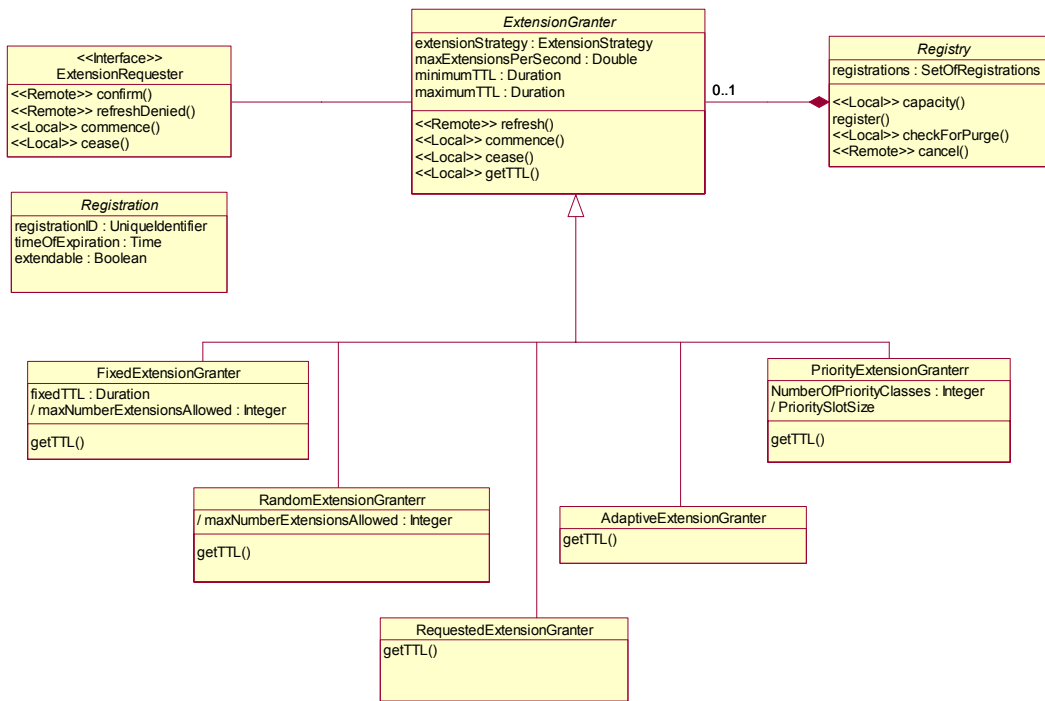 <<Interface>>
ExtensionRequester
<<Remote>> confirm()
<<Remote>> refreshDenied()
<<Local>> commence()
<<Local>> cease()
ExtensionGranter
extensionStrategy : ExtensionStrategy
maxExtensionsPerSecond : Double
minimumTTL : Duration
maximumTTL : Duration
<<Remote>> refresh()
<<Local>> commence()
<<Local>> cease()
<<Local>> getTTL()
0..1
Registry
registrations : SetOfRegistrations
<<Local>> capacity()
register()
<<Local>> checkForPurge()
<<Remote>> cancel()
Registration
registrationID : UniqueIdentifier
timeOfExpiration : Time
extendable : Boolean
FixedExtensionGranter
fixedTTL : Duration
/ maxNumberExtensionsAllowed : Integer
getTTL()
PriorityExtensionGranterr
NumberOfPriorityClasses : Integer
/ PrioritySlotSize
getTTL()
RandomExtensionGranterr
/ maxNumberExtensionsAllowed : Integer
getTTL()
AdaptiveExtensionGranter
getTTL()
RequestedExtensionGranter
getTTL()